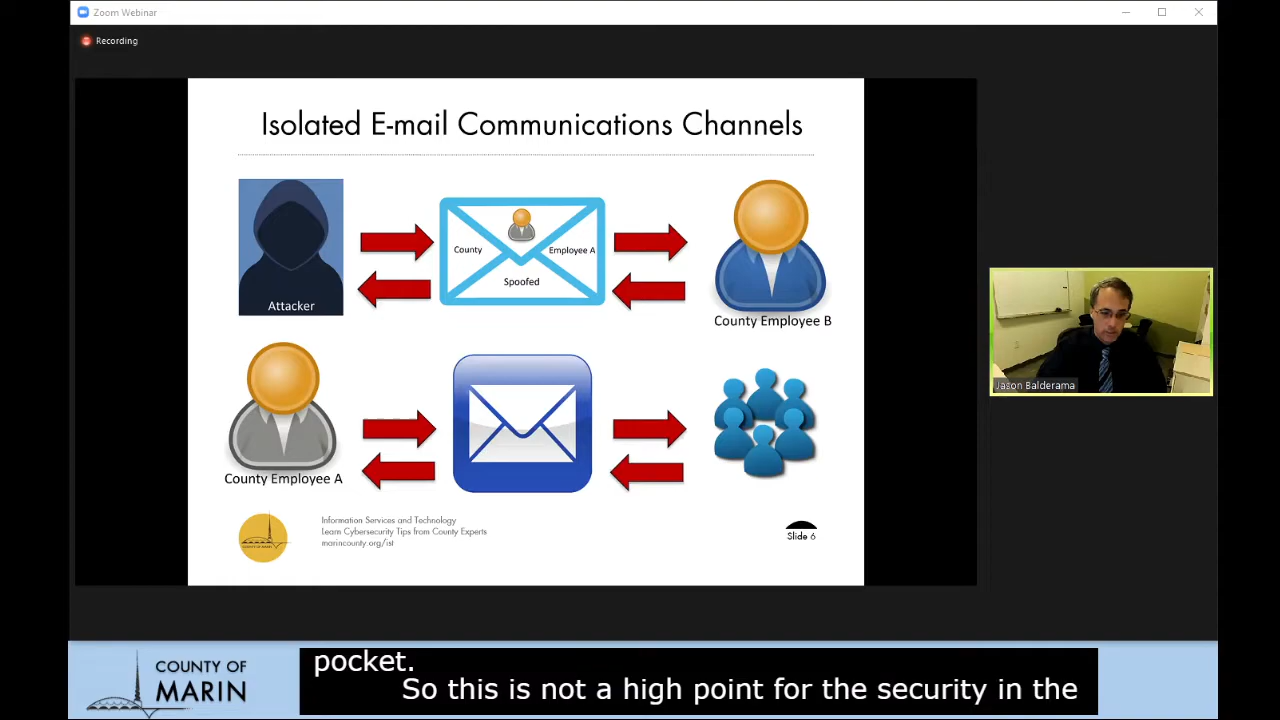 Zoom Webinar
Recording
Isolated E-mail Communications Channels
County
Employee A
Spoofed
Attacker
County Employee B
County Employee A
Jason Balderama
Information Services and Technology
Learn Cybersecurity Tips from County Experts
marincounty.org/ist
Slide 6
COUNTY OF
MARIN
pocket.
So this is not a high point for the security in the